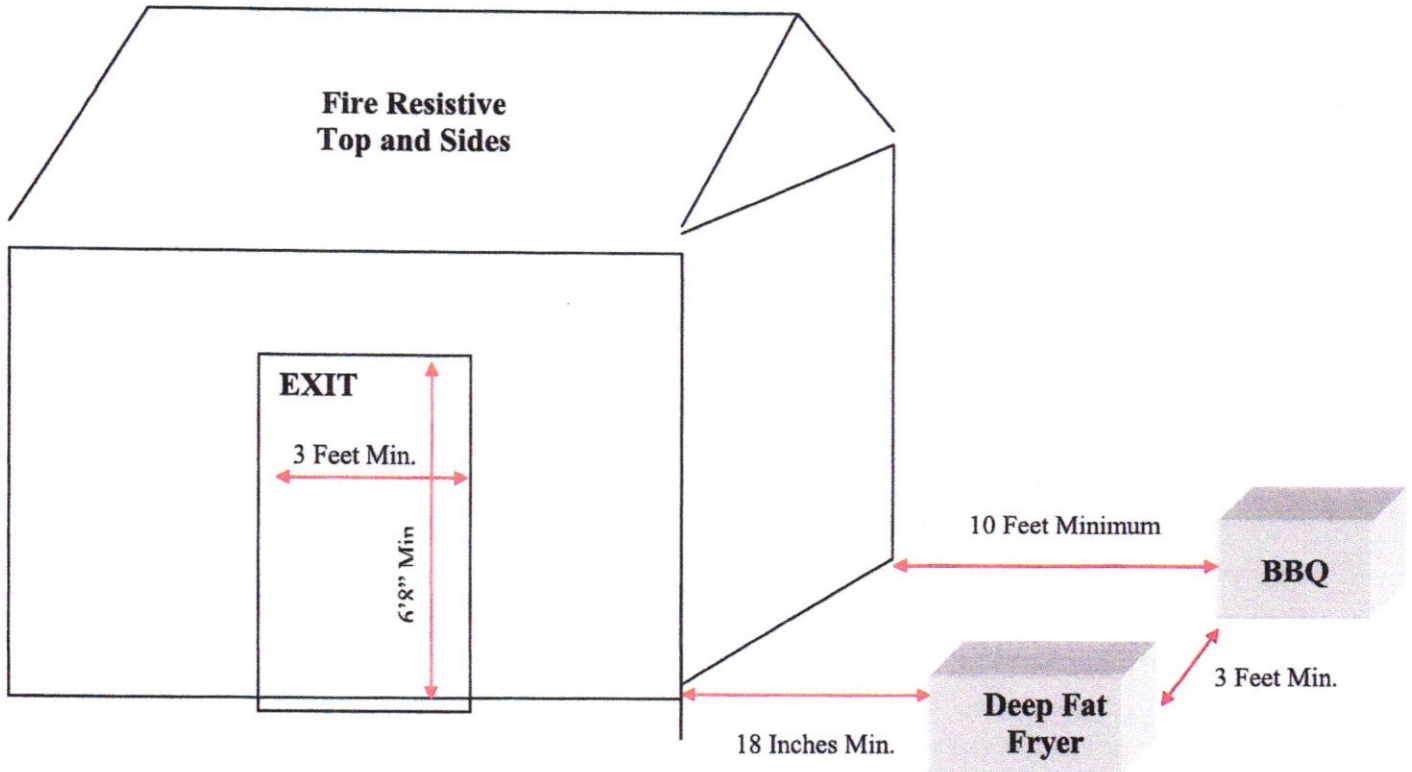 Fire Resistive
Top and Sides
EXIT
3 Feet Min.
6'8" Min
10 Feet Minimum
BBQ
3 Feet Min.
Deep Fat
Fryer
18 Inches Min.